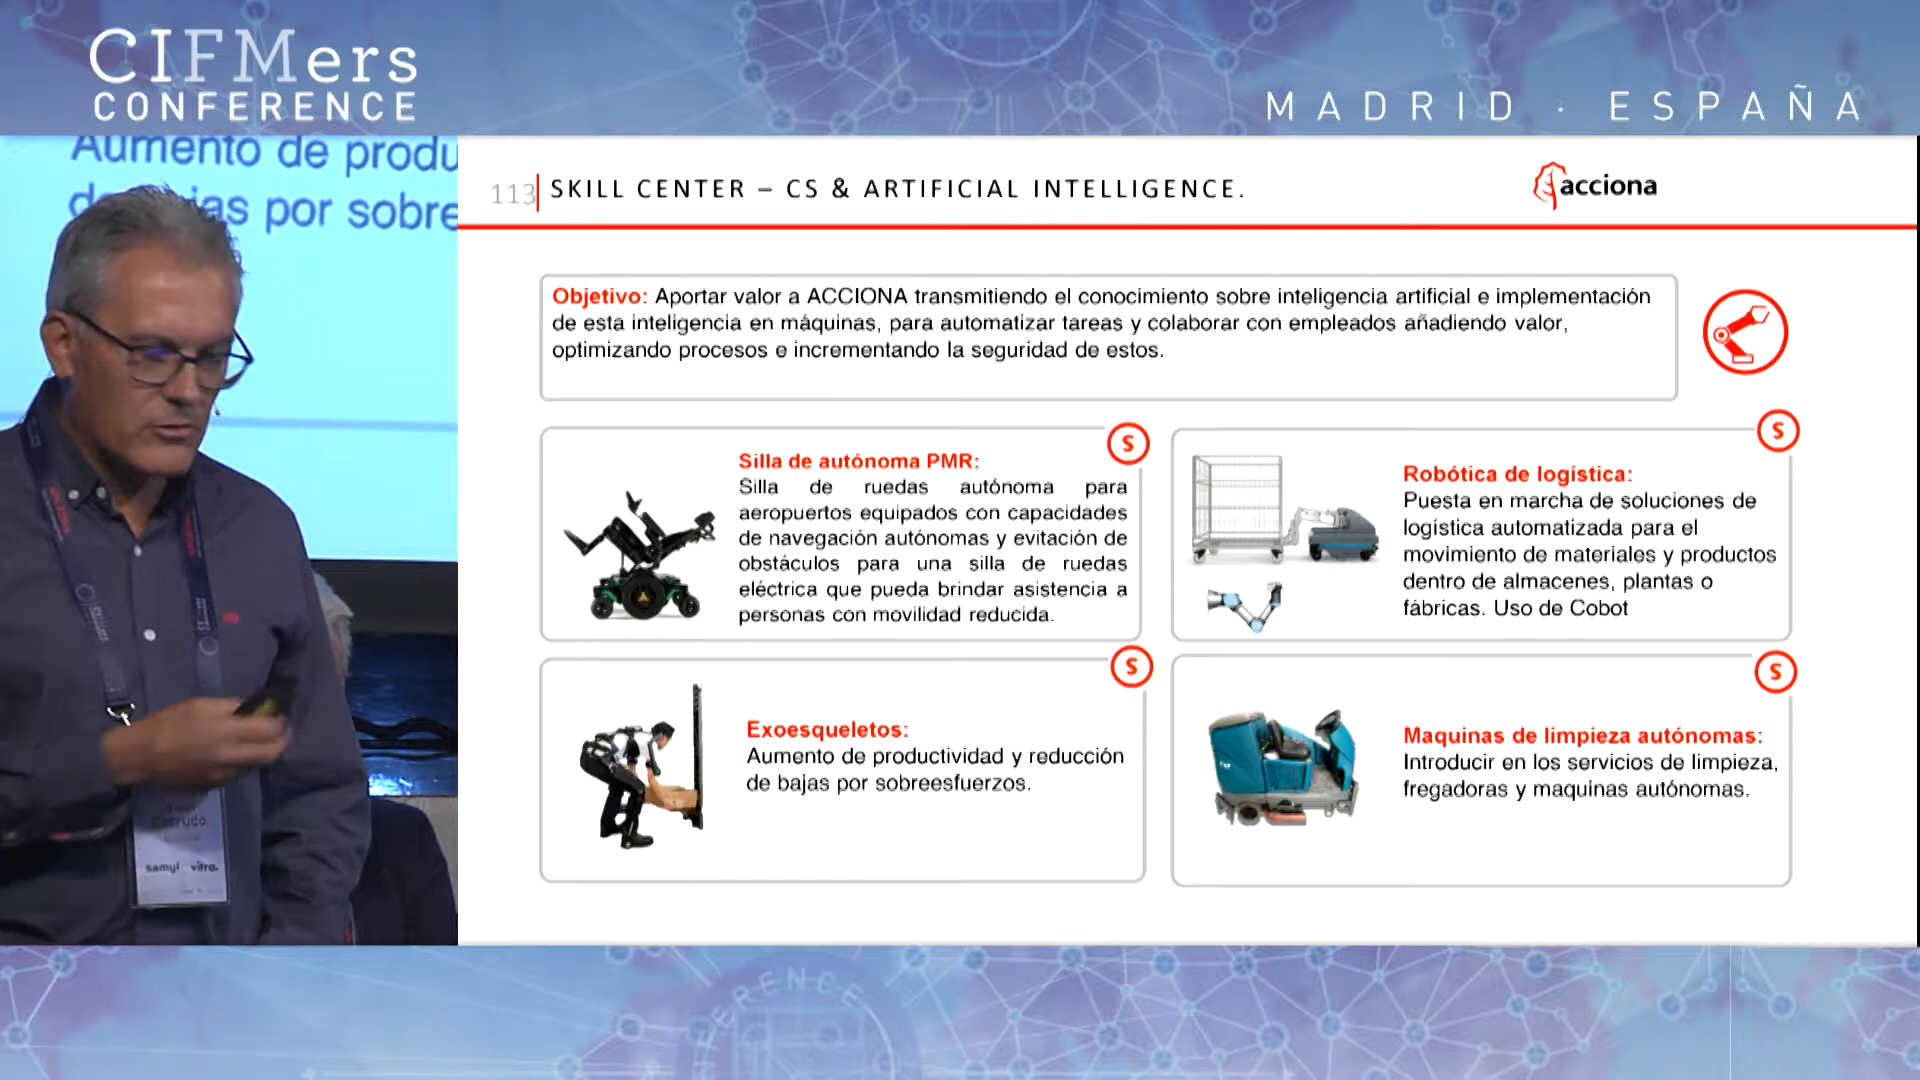 CIFMers
CONFERENCE
MADRID · ESPAÑA
Aumento de produ
as por sobre
113
SKILL CENTER – CS & ARTIFICIAL INTELLIGENCE.
acciona
Objetivo: Aportar valor a ACCIONA transmitiendo el conocimiento sobre inteligencia artificial e implementación
de esta inteligencia en máquinas, para automatizar tareas y colaborar con empleados añadiendo valor,
optimizando procesos e incrementando la seguridad de estos.
S
Silla de autónoma PMR:
Silla de ruedas autónoma para
aeropuertos equipados con capacidades
de navegación autónomas y evitación de
obstáculos para una silla de ruedas
eléctrica que pueda brindar asistencia a
personas con movilidad reducida.
S
Robótica de logística:
Puesta en marcha de soluciones de
logística automatizada para el
movimiento de materiales y productos
dentro de almacenes, plantas o
fábricas. Uso de Cobot
S
Exoesqueletos:
Aumento de productividad y reducción
de bajas por sobreesfuerzos.
S
Maquinas de limpieza autónomas:
Introducir en los servicios de limpieza,
fregadoras y maquinas autónomas.
samyl vitra.
ERENCE